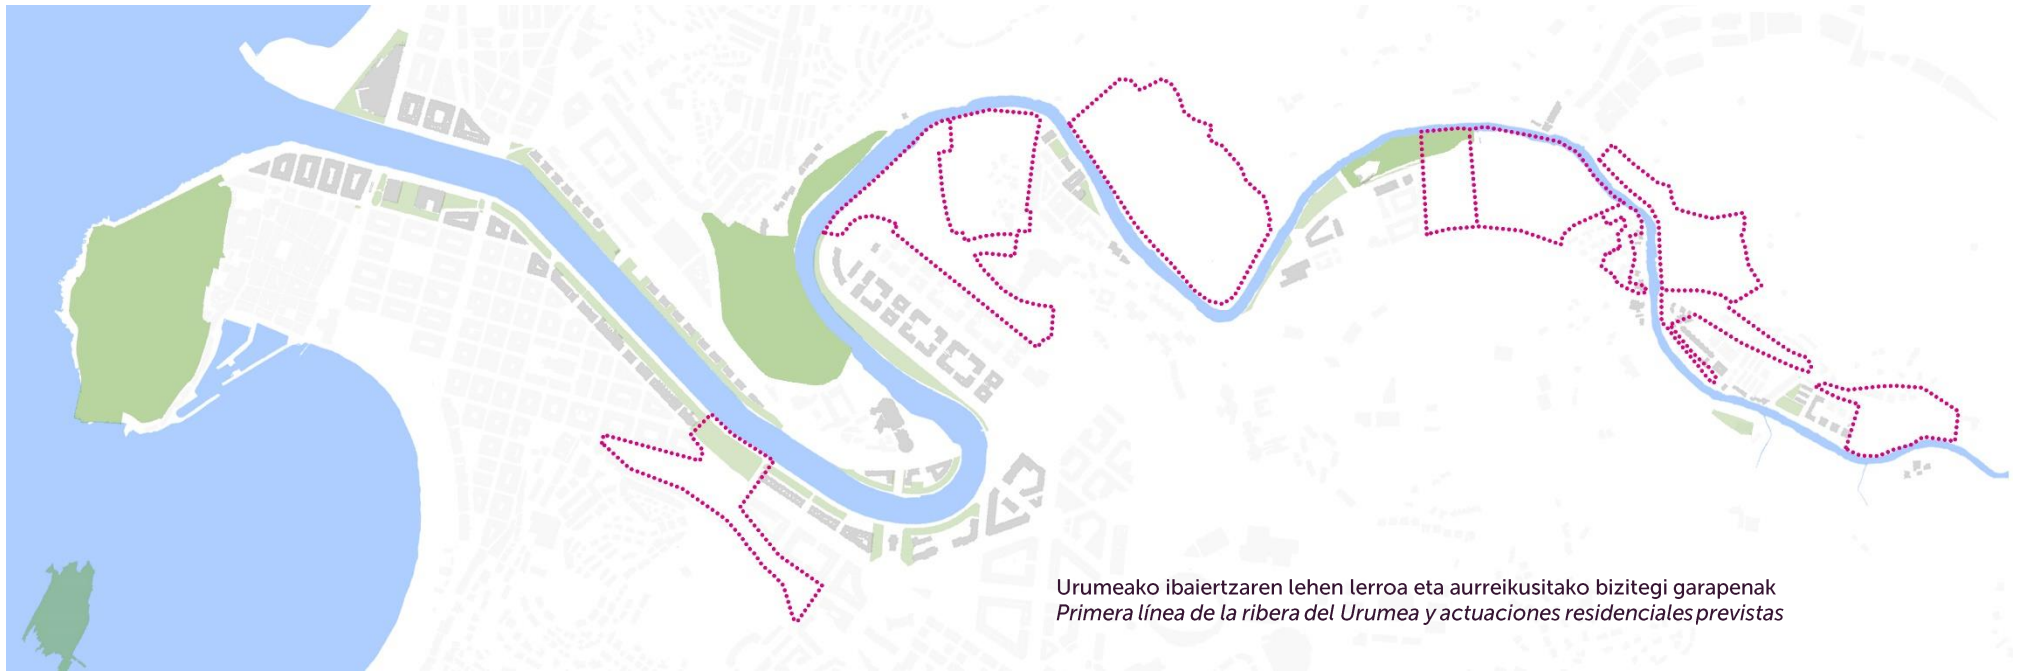 Urumeako ibaiertzaren lehen lerroa eta aurreikusitako bizitegi garapenak
Primera línea de la ribera del Urumea y actuaciones residenciales previstas